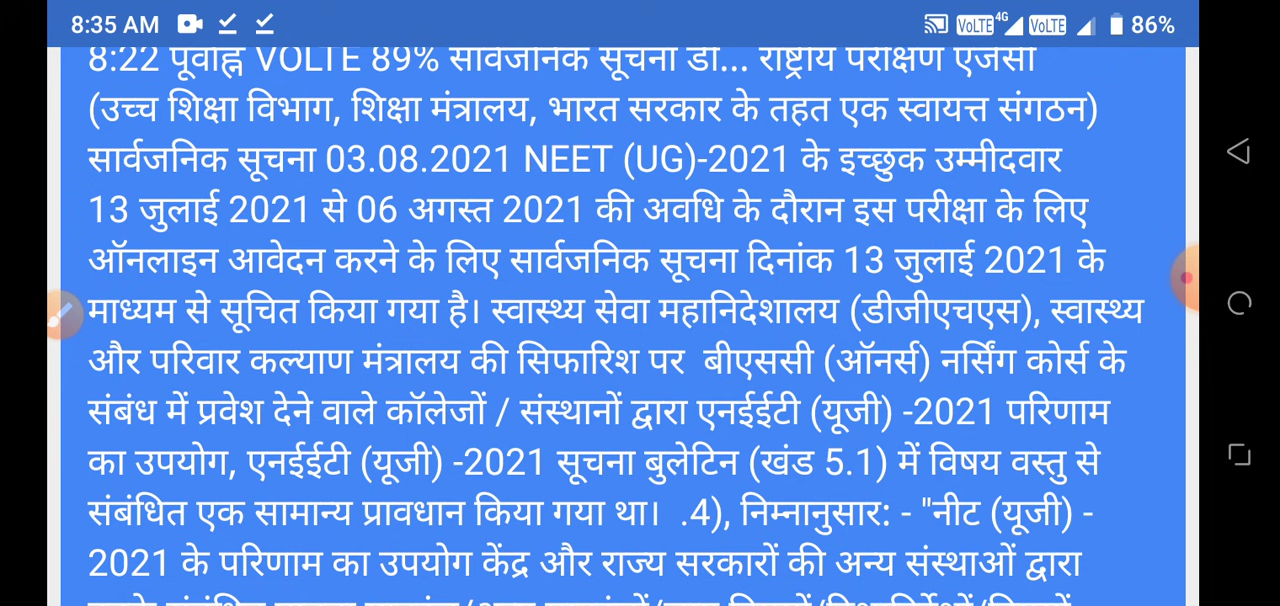 8:35 AM VoLTE 4G VoLTE 86%
8:22 पूर्वाह्न VOLTE 89% सार्वजनिक सूचना डी... राष्ट्रीय परीक्षण एजेंसी
(उच्च शिक्षा विभाग, शिक्षा मंत्रालय, भारत सरकार के तहत एक स्वायत्त संगठन)
सार्वजनिक सूचना 03.08.2021 NEET (UG)-2021 के इच्छुक उम्मीदवार
13 जुलाई 2021 से 06 अगस्त 2021 की अवधि के दौरान इस परीक्षा के लिए
ऑनलाइन आवेदन करने के लिए सार्वजनिक सूचना दिनांक 13 जुलाई 2021 के
माध्यम से सूचित किया गया है। स्वास्थ्य सेवा महानिदेशालय (डीजीएचएस), स्वास्थ्य
और परिवार कल्याण मंत्रालय की सिफारिश पर बीएससी (ऑनर्स) नर्सिंग कोर्स के
संबंध में प्रवेश देने वाले कॉलेजों / संस्थानों द्वारा एनईईटी (यूजी) -2021 परिणाम
का उपयोग, एनईईटी (यूजी) -2021 सूचना बुलेटिन (खंड 5.1) में विषय वस्तु से
संबंधित एक सामान्य प्रावधान किया गया था। .4), निम्नानुसार: - "नीट (यूजी) -
2021 के परिणाम का उपयोग केंद्र और राज्य सरकारों की अन्य संस्थाओं द्वारा